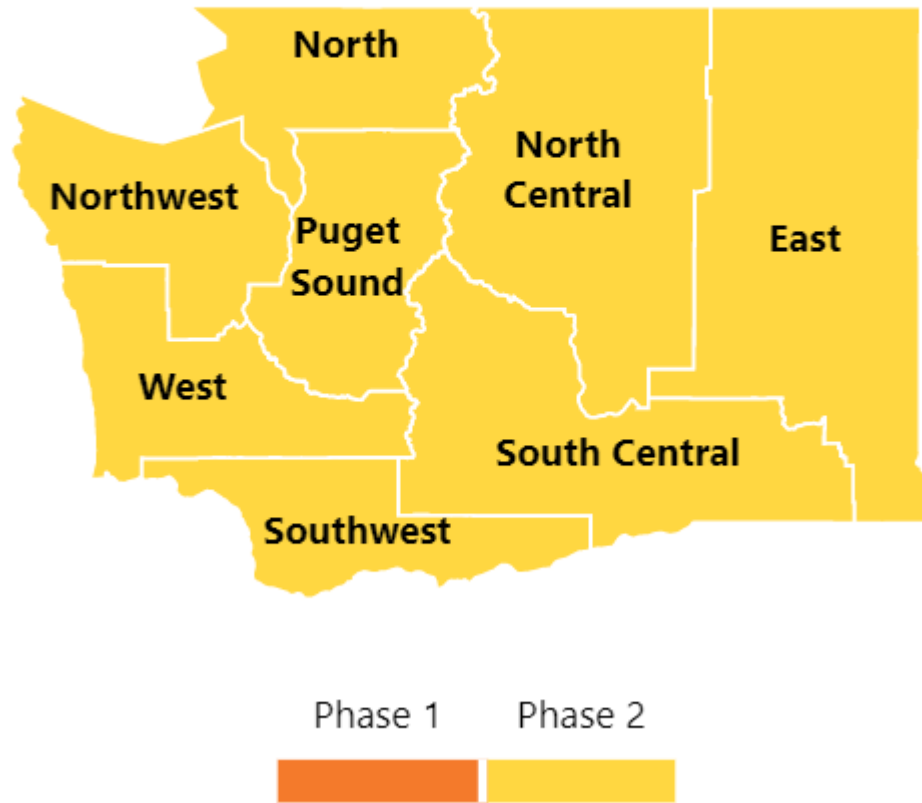 North
North
Central
Northwest
Puget
Sound
East
West
South Central
Southwest
Phase 1
Phase 2